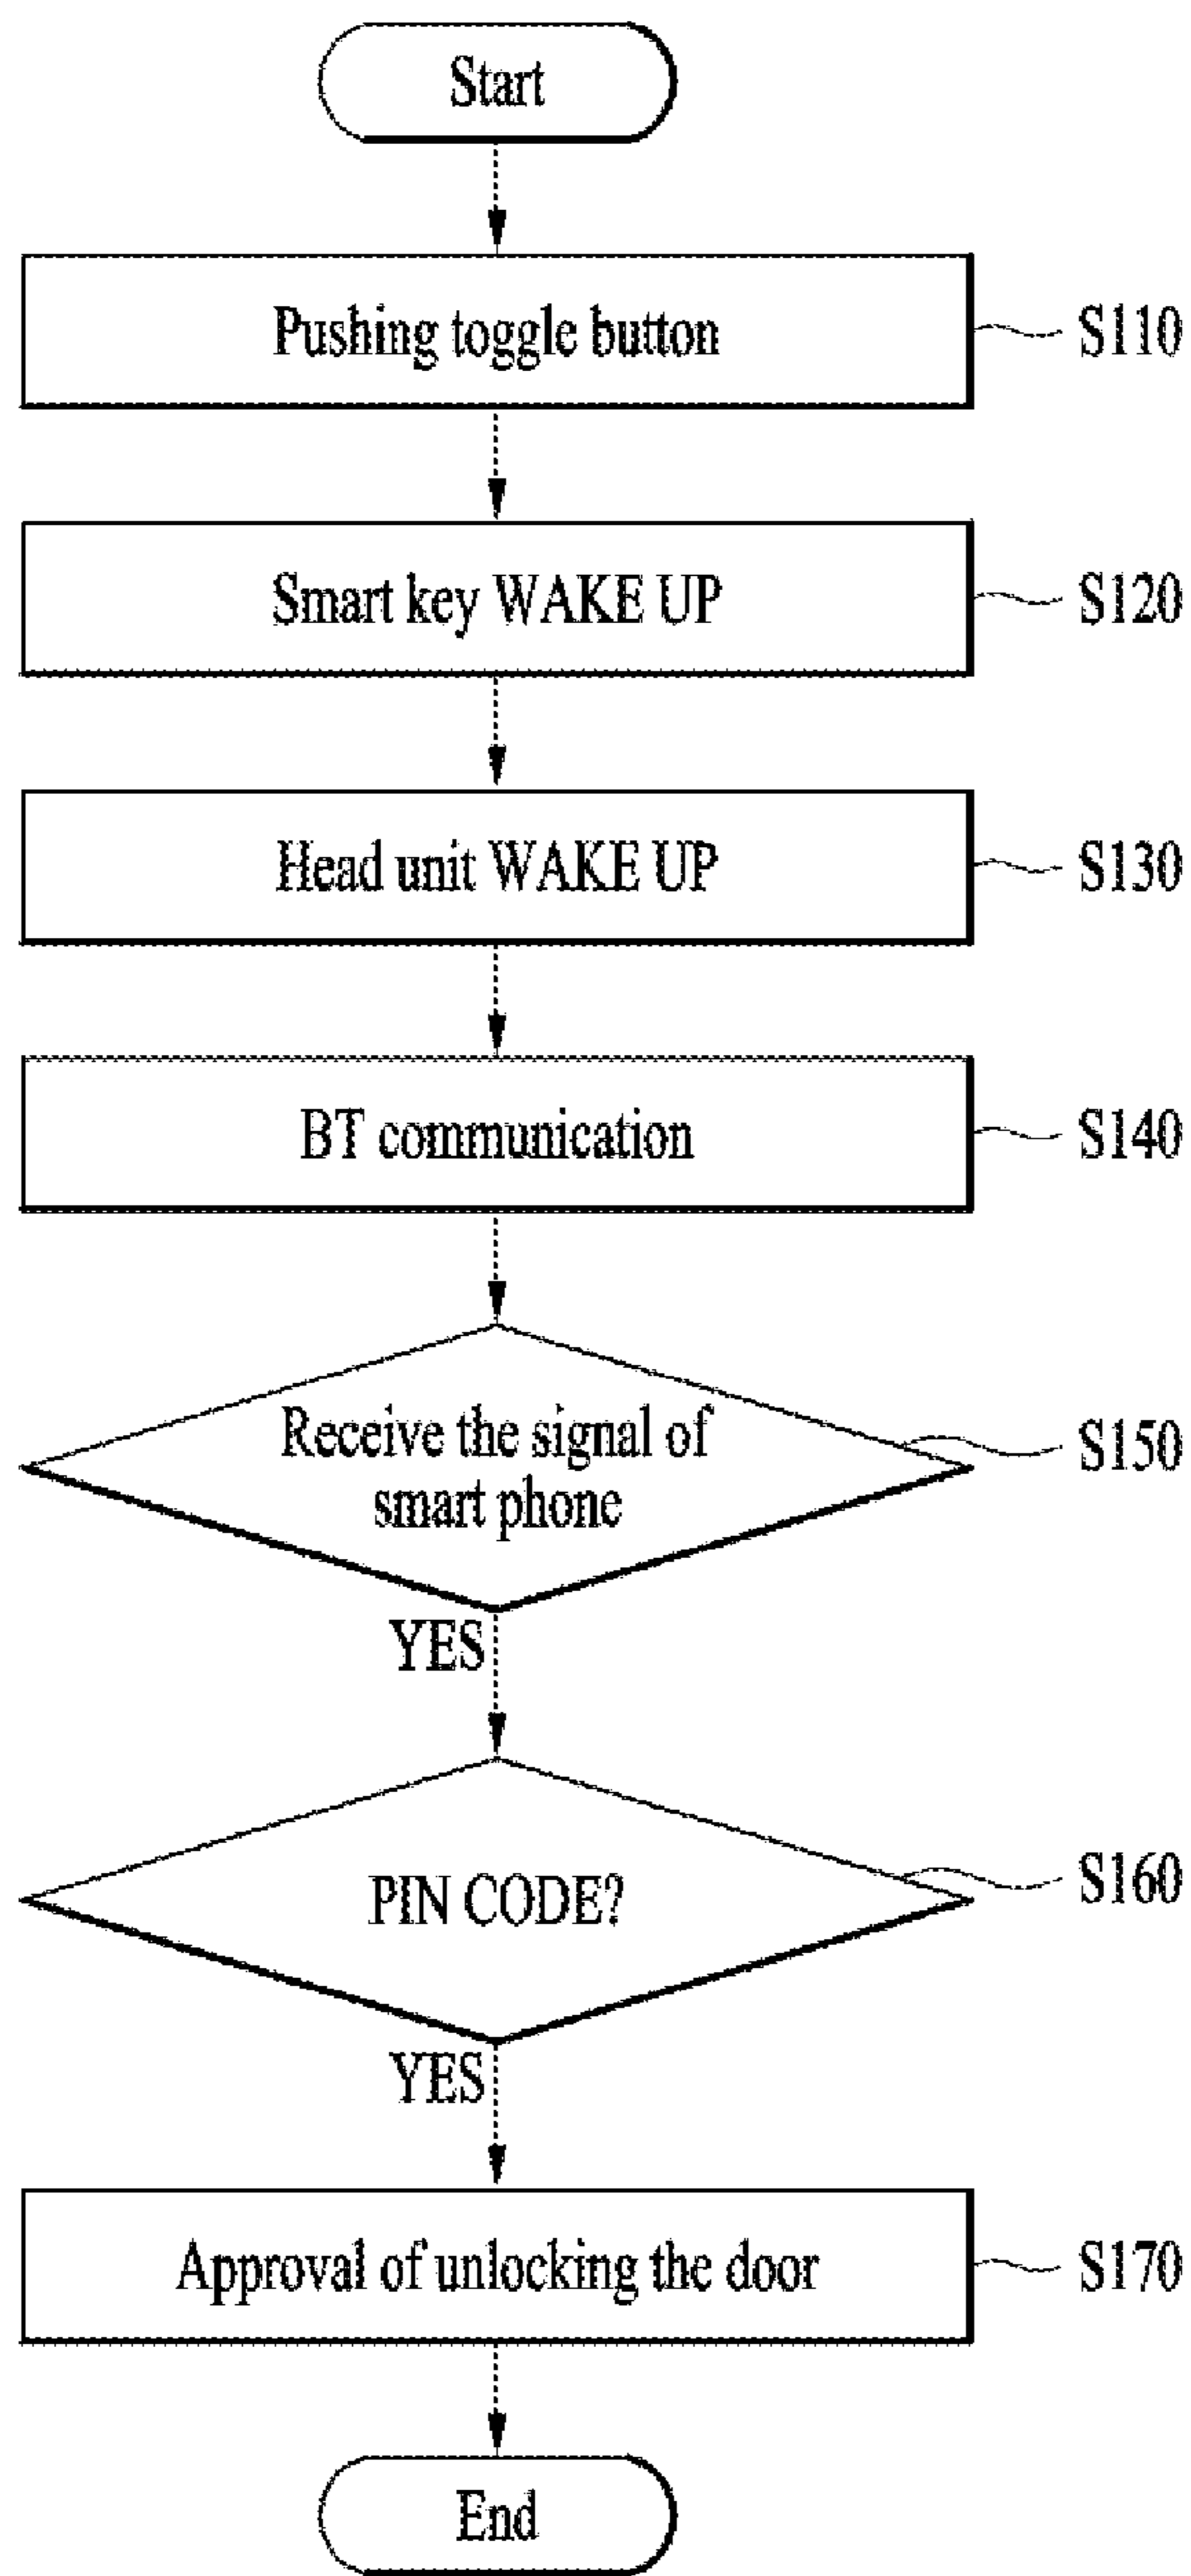 Start
Pushing toggle button
S110
Smart key WAKE UP
S120
Head unit WAKE UP
S130
BT communication
S140
Receive the signal of
smart phone
S150
YES
PIN CODE?
S160
YES
Approval of unlocking the door
S170
End